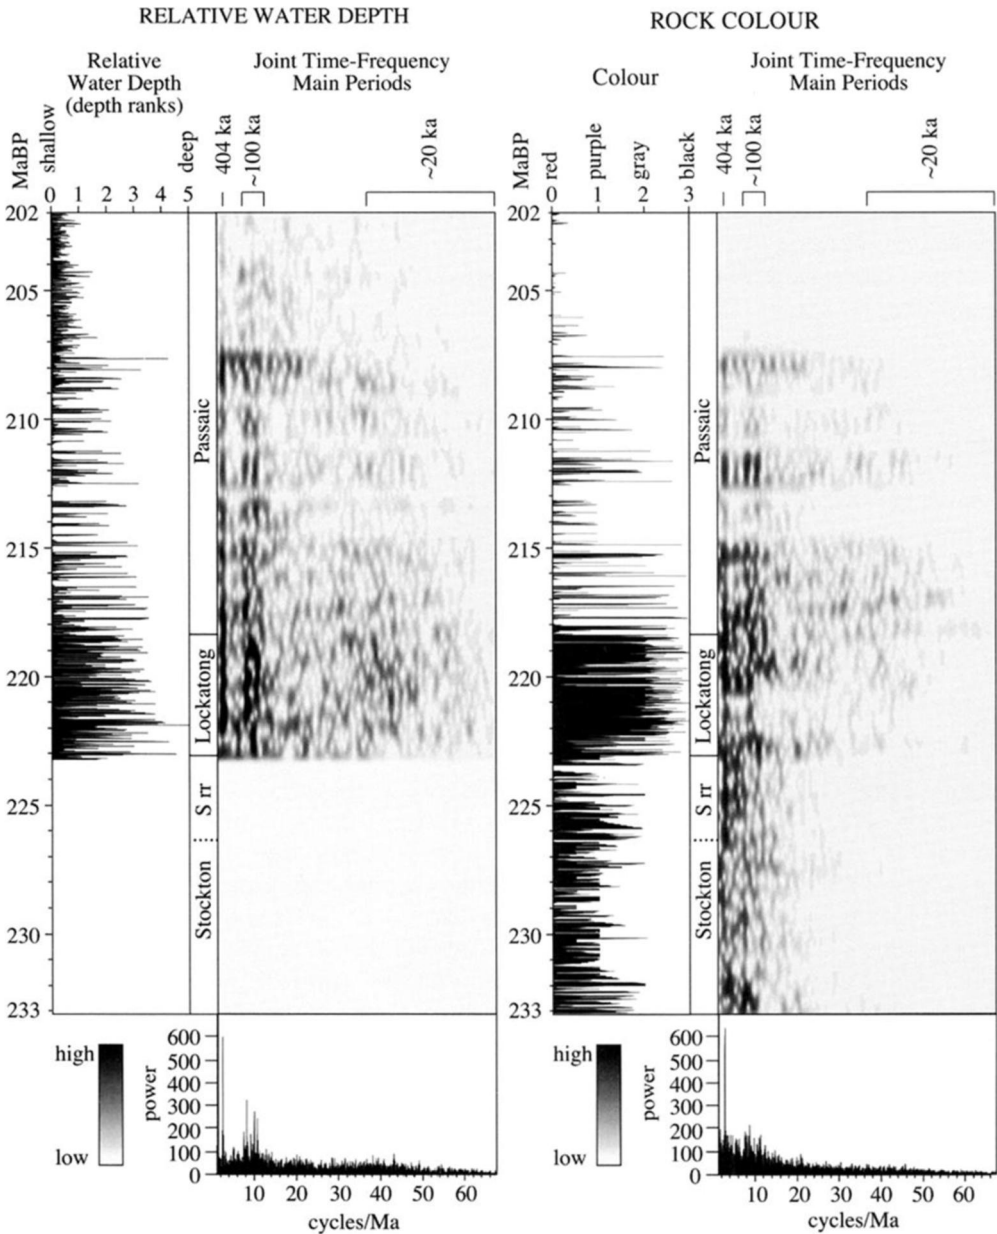 RELATIVE WATER DEPTH
Relative
Water Depth
(depth ranks)
Joint Time-Frequency
Main Periods
MaBP
shallow
deep
404 ka
~100 ka
~20 ka
0 1 2 3 4 5
202
205
210
215
220
225
230
233
Passaic
Lockatong
S rr
Stockton
high
low
power
600
500
400
300
200
100
0
10 20 30 40 50 60
cycles/Ma
ROCK COLOUR
Colour
Joint Time-Frequency
Main Periods
MaBP
red
purple
gray
black
404 ka
~100 ka
~20 ka
0 1 2 3
202
205
210
215
220
225
230
233
Passaic
Lockatong
S rr
Stockton
high
low
power
600
500
400
300
200
100
0
10 20 30 40 50 60
cycles/Ma